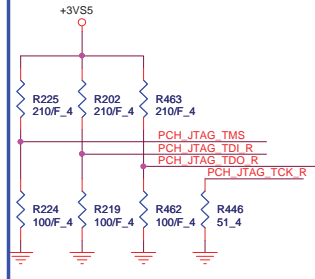 +3VS5
R225
210/F_4
R202
210/F_4
R463
210/F_4
PCH_JTAG_TMS
PCH_JTAG_TDI_R
PCH_JTAG_TDO_R
PCH_JTAG_TCK_R
R224
100/F_4
R219
100/F_4
R462
100/F_4
R446
51_4